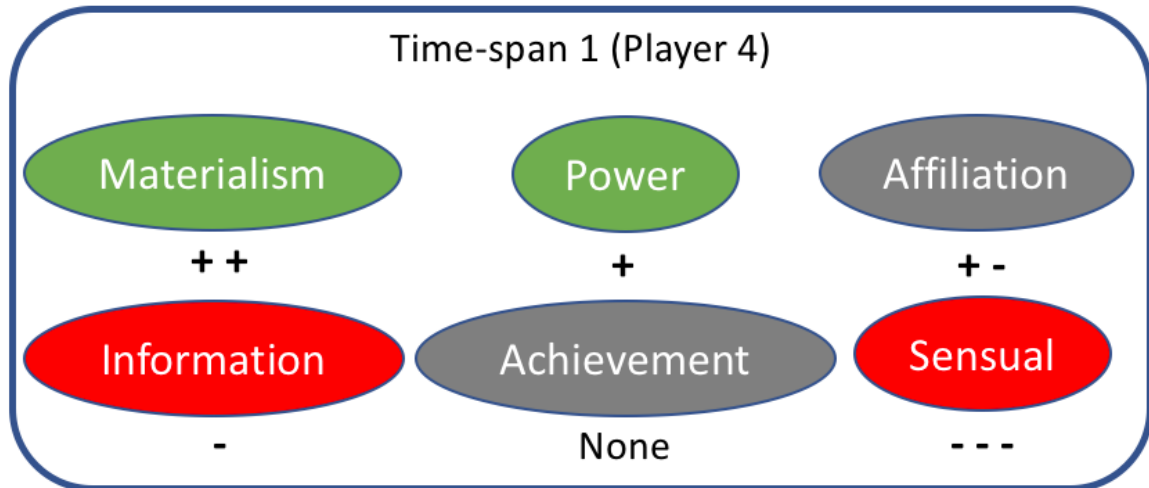 Time-span 1 (Player 4)
Materialism Power Affiliation
+ + + + -
Information Achievement Sensual
- None - - -